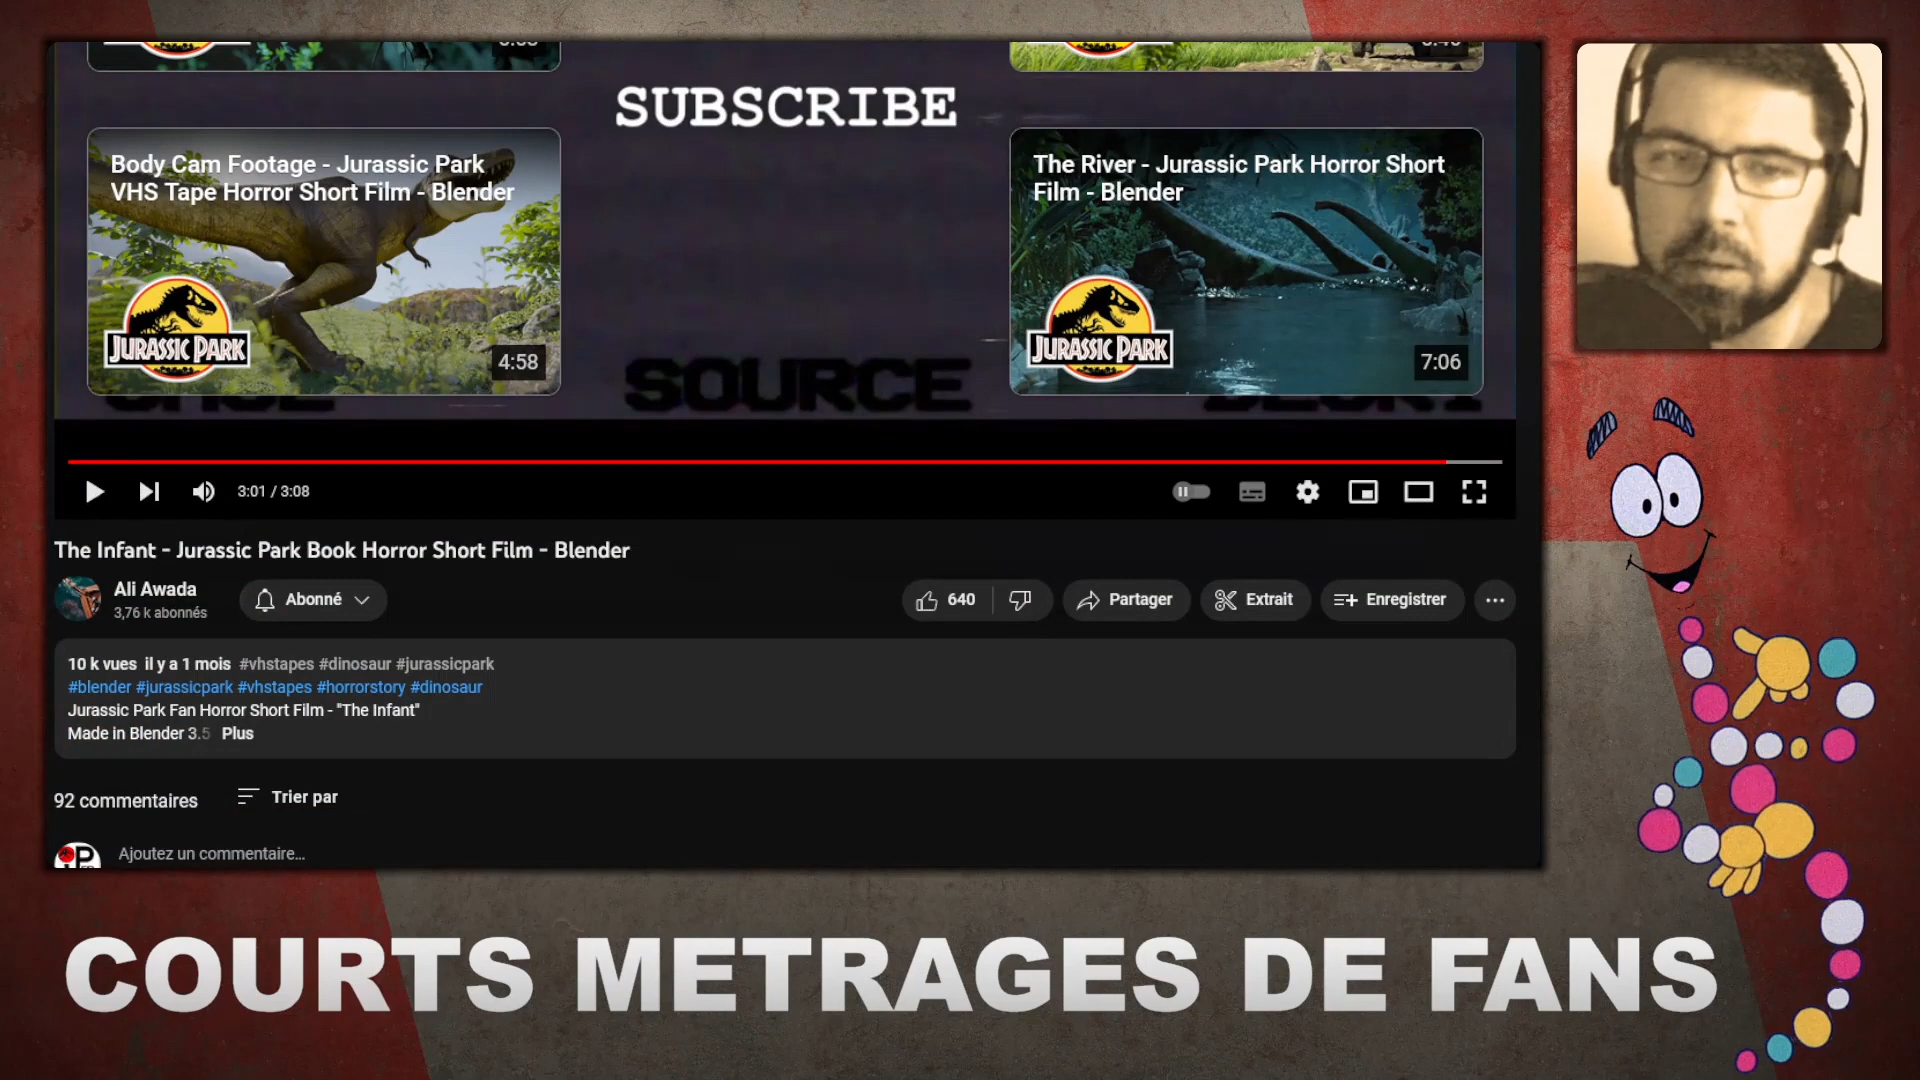 SUBSCRIBE
Body Cam Footage - Jurassic Park
VHS Tape Horror Short Film - Blender
JURASSIC PARK
4:58
SOURCE
The River - Jurassic Park Horror Short
Film - Blender
JURASSIC PARK
7:06
3:01 / 3:08
The Infant - Jurassic Park Book Horror Short Film - Blender
Ali Awada
3,76 k abonnés
Abonné
640
Partager
Extrait
Enregistrer
10 k vues il y a 1 mois #vhstapes #dinosaur #jurassicpark
#blender #jurassicpark #vhstapes #horrorstory #dinosaur
Jurassic Park Fan Horror Short Film - "The Infant"
Made in Blender 3.5 Plus
92 commentaires
Trier par
Ajoutez un commentaire...
COURTS METRAGES DE FANS